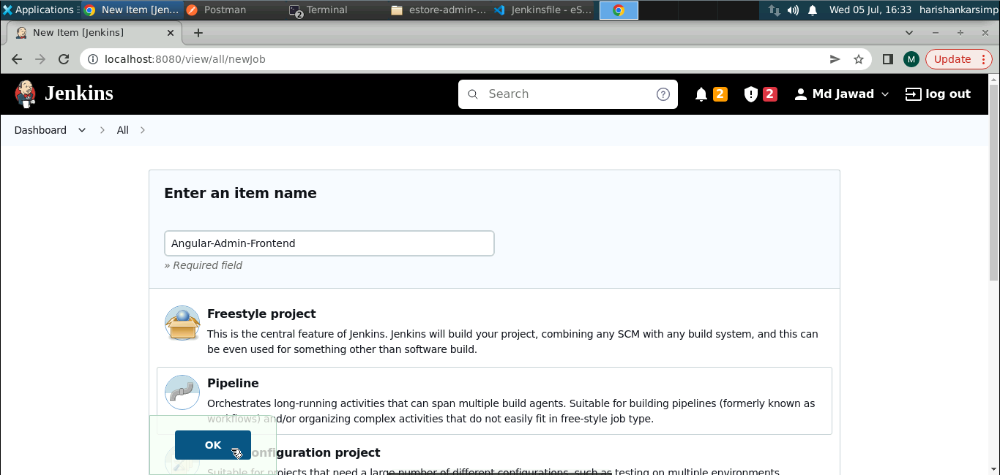 Applications New Item [Jen... Postman 2 Terminal estore-admin-... Jenkinsfile - eS... Wed 05 Jul, 16:33 harishankarsimp
New Item [Jenkins]
localhost:8080/view/all/newJob M Update
Jenkins Search 2 2 Md Jawad log out
Dashboard All
Enter an item name
Angular-Admin-Frontend
» Required field
Freestyle project
This is the central feature of Jenkins. Jenkins will build your project, combining any SCM with any build system, and this can
be even used for something other than software build.
Pipeline
Orchestrates long-running activities that can span multiple build agents. Suitable for building pipelines (formerly known as
workflows) and/or organizing complex activities that do not easily fit in free-style job type.
OK
onfiguration project
Suitable for projects that need a large number of different configurations, such as testing on multiple environments,